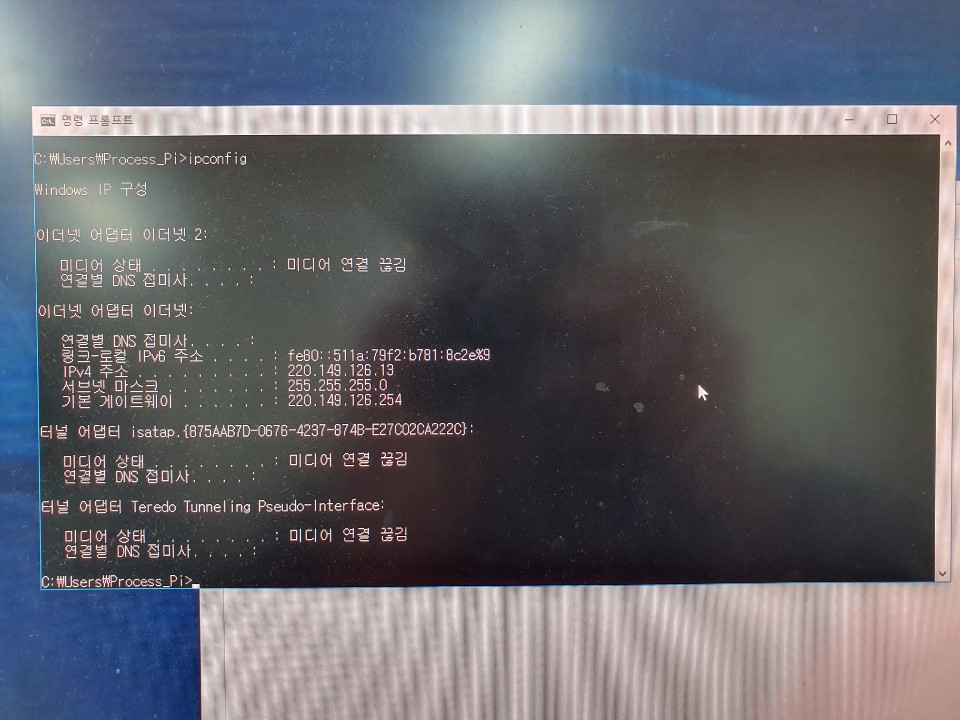 명령 프롬프트
C:₩Users₩Process_Pi>ipconfig
Windows IP 구성
이더넷 어댑터 이더넷 2:
미디어 상태 . . . . . . . . : 미디어 연결 끊김
연결별 DNS 접미사. . . . :
이더넷 어댑터 이더넷:
연결별 DNS 접미사. . . . :
링크-로컬 IPv6 주소 . . . . : fe80::511a:79f2:b781:8c2e%9
IPv4 주소 . . . . . . . . . : 220.149.126.13
서브넷 마스크 . . . . . . . : 255.255.255.0
기본 게이트웨이 . . . . . . : 220.149.126.254
터널 어댑터 isatap.{875AAB7D-0676-4237-874B-E27C02CA222C}:
미디어 상태 . . . . . . . . : 미디어 연결 끊김
연결별 DNS 접미사. . . . :
터널 어댑터 Teredo Tunneling Pseudo-Interface:
미디어 상태 . . . . . . . . : 미디어 연결 끊김
연결별 DNS 접미사. . . . :
C:₩Users₩Process_Pi>